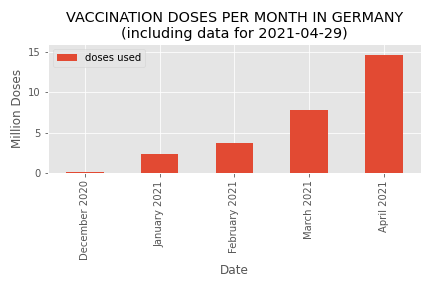 VACCINATION DOSES PER MONTH IN GERMANY
(including data for 2021-04-29)
doses used
Million Doses
15
10
5
0
December 2020
January 2021
February 2021
March 2021
April 2021
Date